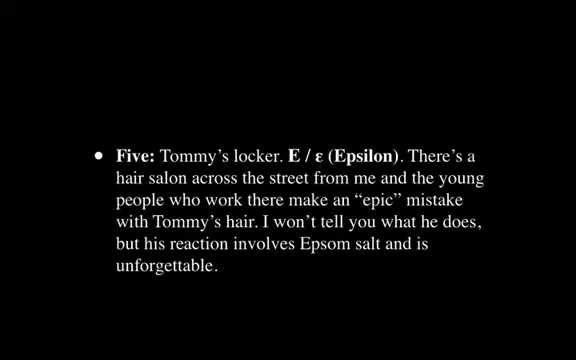 • Five: Tommy’s locker. E / ε (Epsilon). There’s a
hair salon across the street from me and the young
people who work there make an “epic” mistake
with Tommy’s hair. I won’t tell you what he does,
but his reaction involves Epsom salt and is
unforgettable.